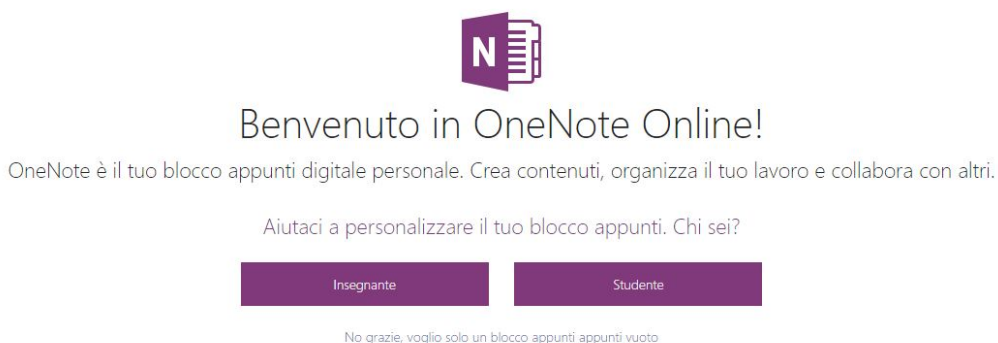 N
Benvenuto in OneNote Online!
OneNote è il tuo blocco appunti digitale personale. Crea contenuti, organizza il tuo lavoro e collabora con altri.
Aiutaci a personalizzare il tuo blocco appunti. Chi sei?
Insegnante Studente
No grazie, voglio solo un blocco appunti appunti vuoto